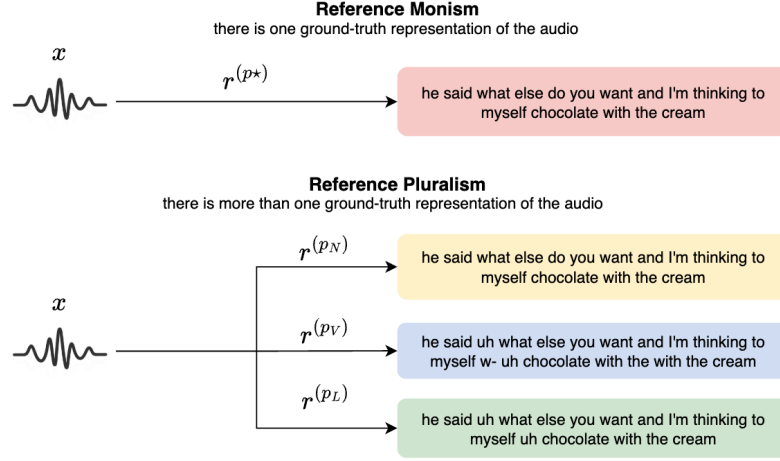 Reference Monism
there is one ground-truth representation of the audio
x
r^(p⋆)
he said what else do you want and I'm thinking to
myself chocolate with the cream
Reference Pluralism
there is more than one ground-truth representation of the audio
r^(p_N)
he said what else do you want and I'm thinking to
myself chocolate with the cream
x
r^(p_V)
he said uh what else you want and I'm thinking to
myself w- uh chocolate with the with the cream
r^(p_L)
he said uh what else you want and I'm thinking to
myself uh chocolate with the cream